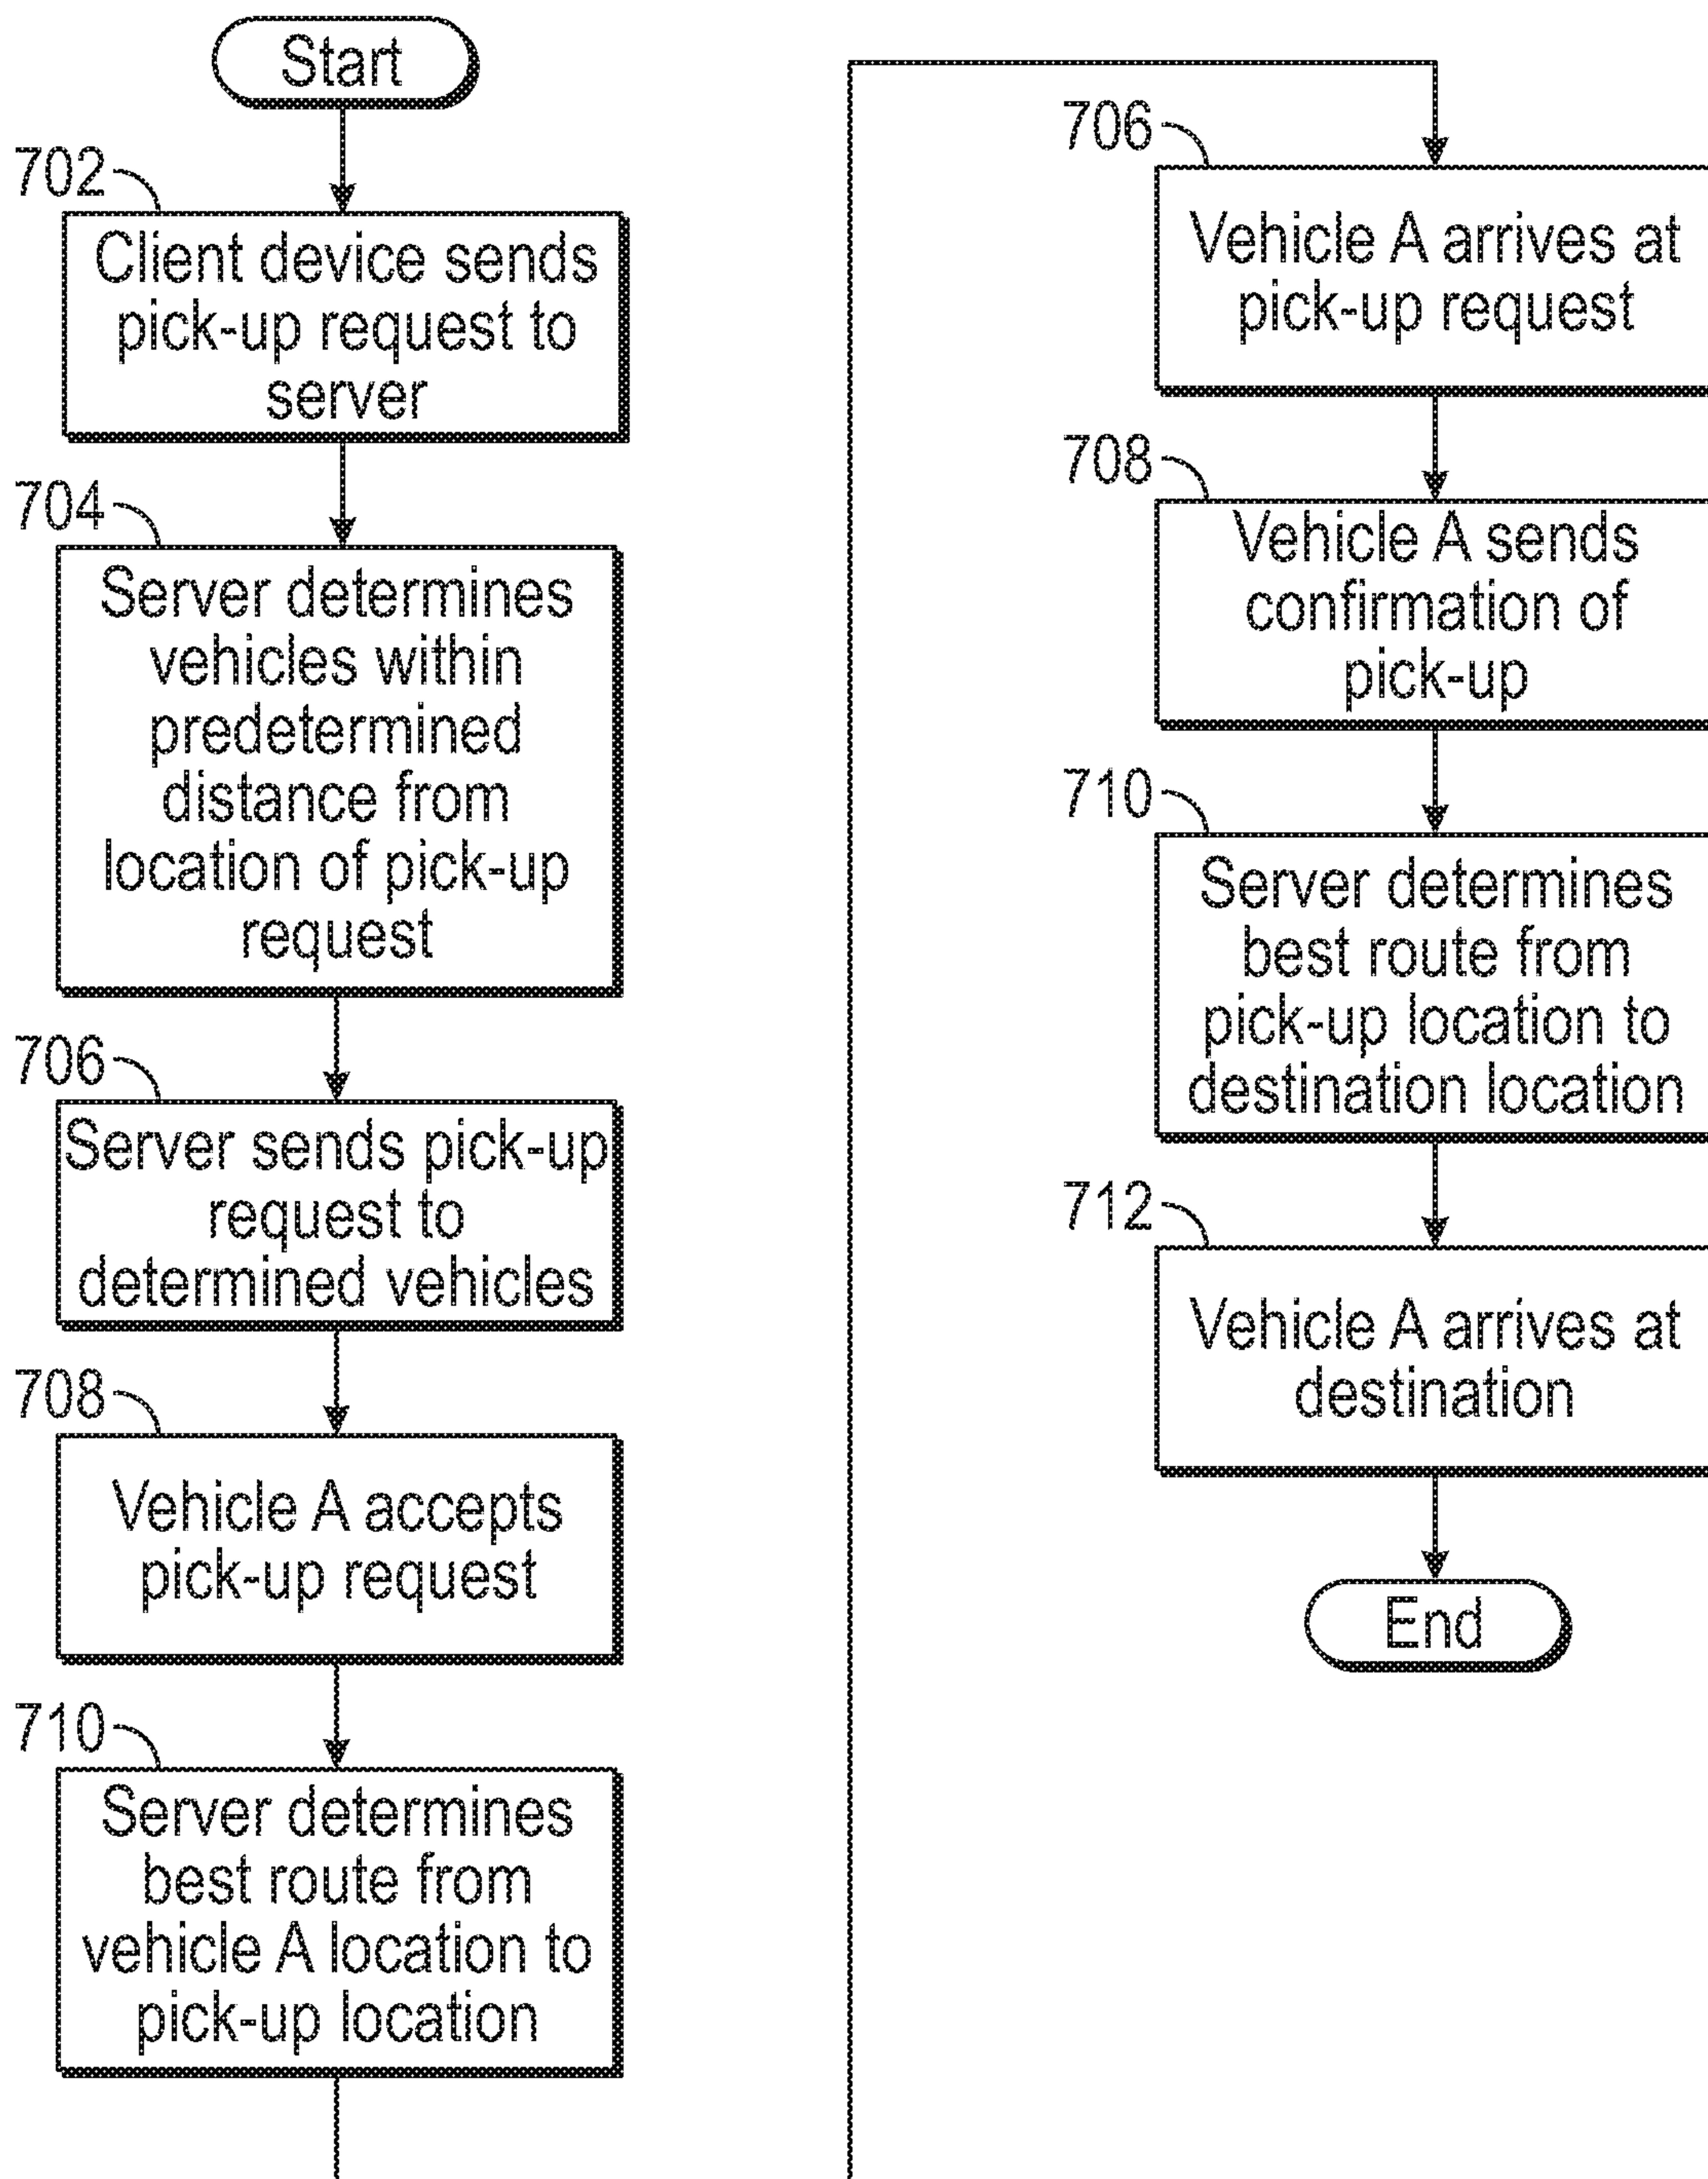 Start
702
Client device sends
pick-up request to
server
704
Server determines
vehicles within
predetermined
distance from
location of pick-up
request
706
Server sends pick-up
request to
determined vehicles
708
Vehicle A accepts
pick-up request
710
Server determines
best route from
vehicle A location to
pick-up location
706
Vehicle A arrives at
pick-up request
708
Vehicle A sends
confirmation of
pick-up
710
Server determines
best route from
pick-up location to
destination location
712
Vehicle A arrives at
destination
End